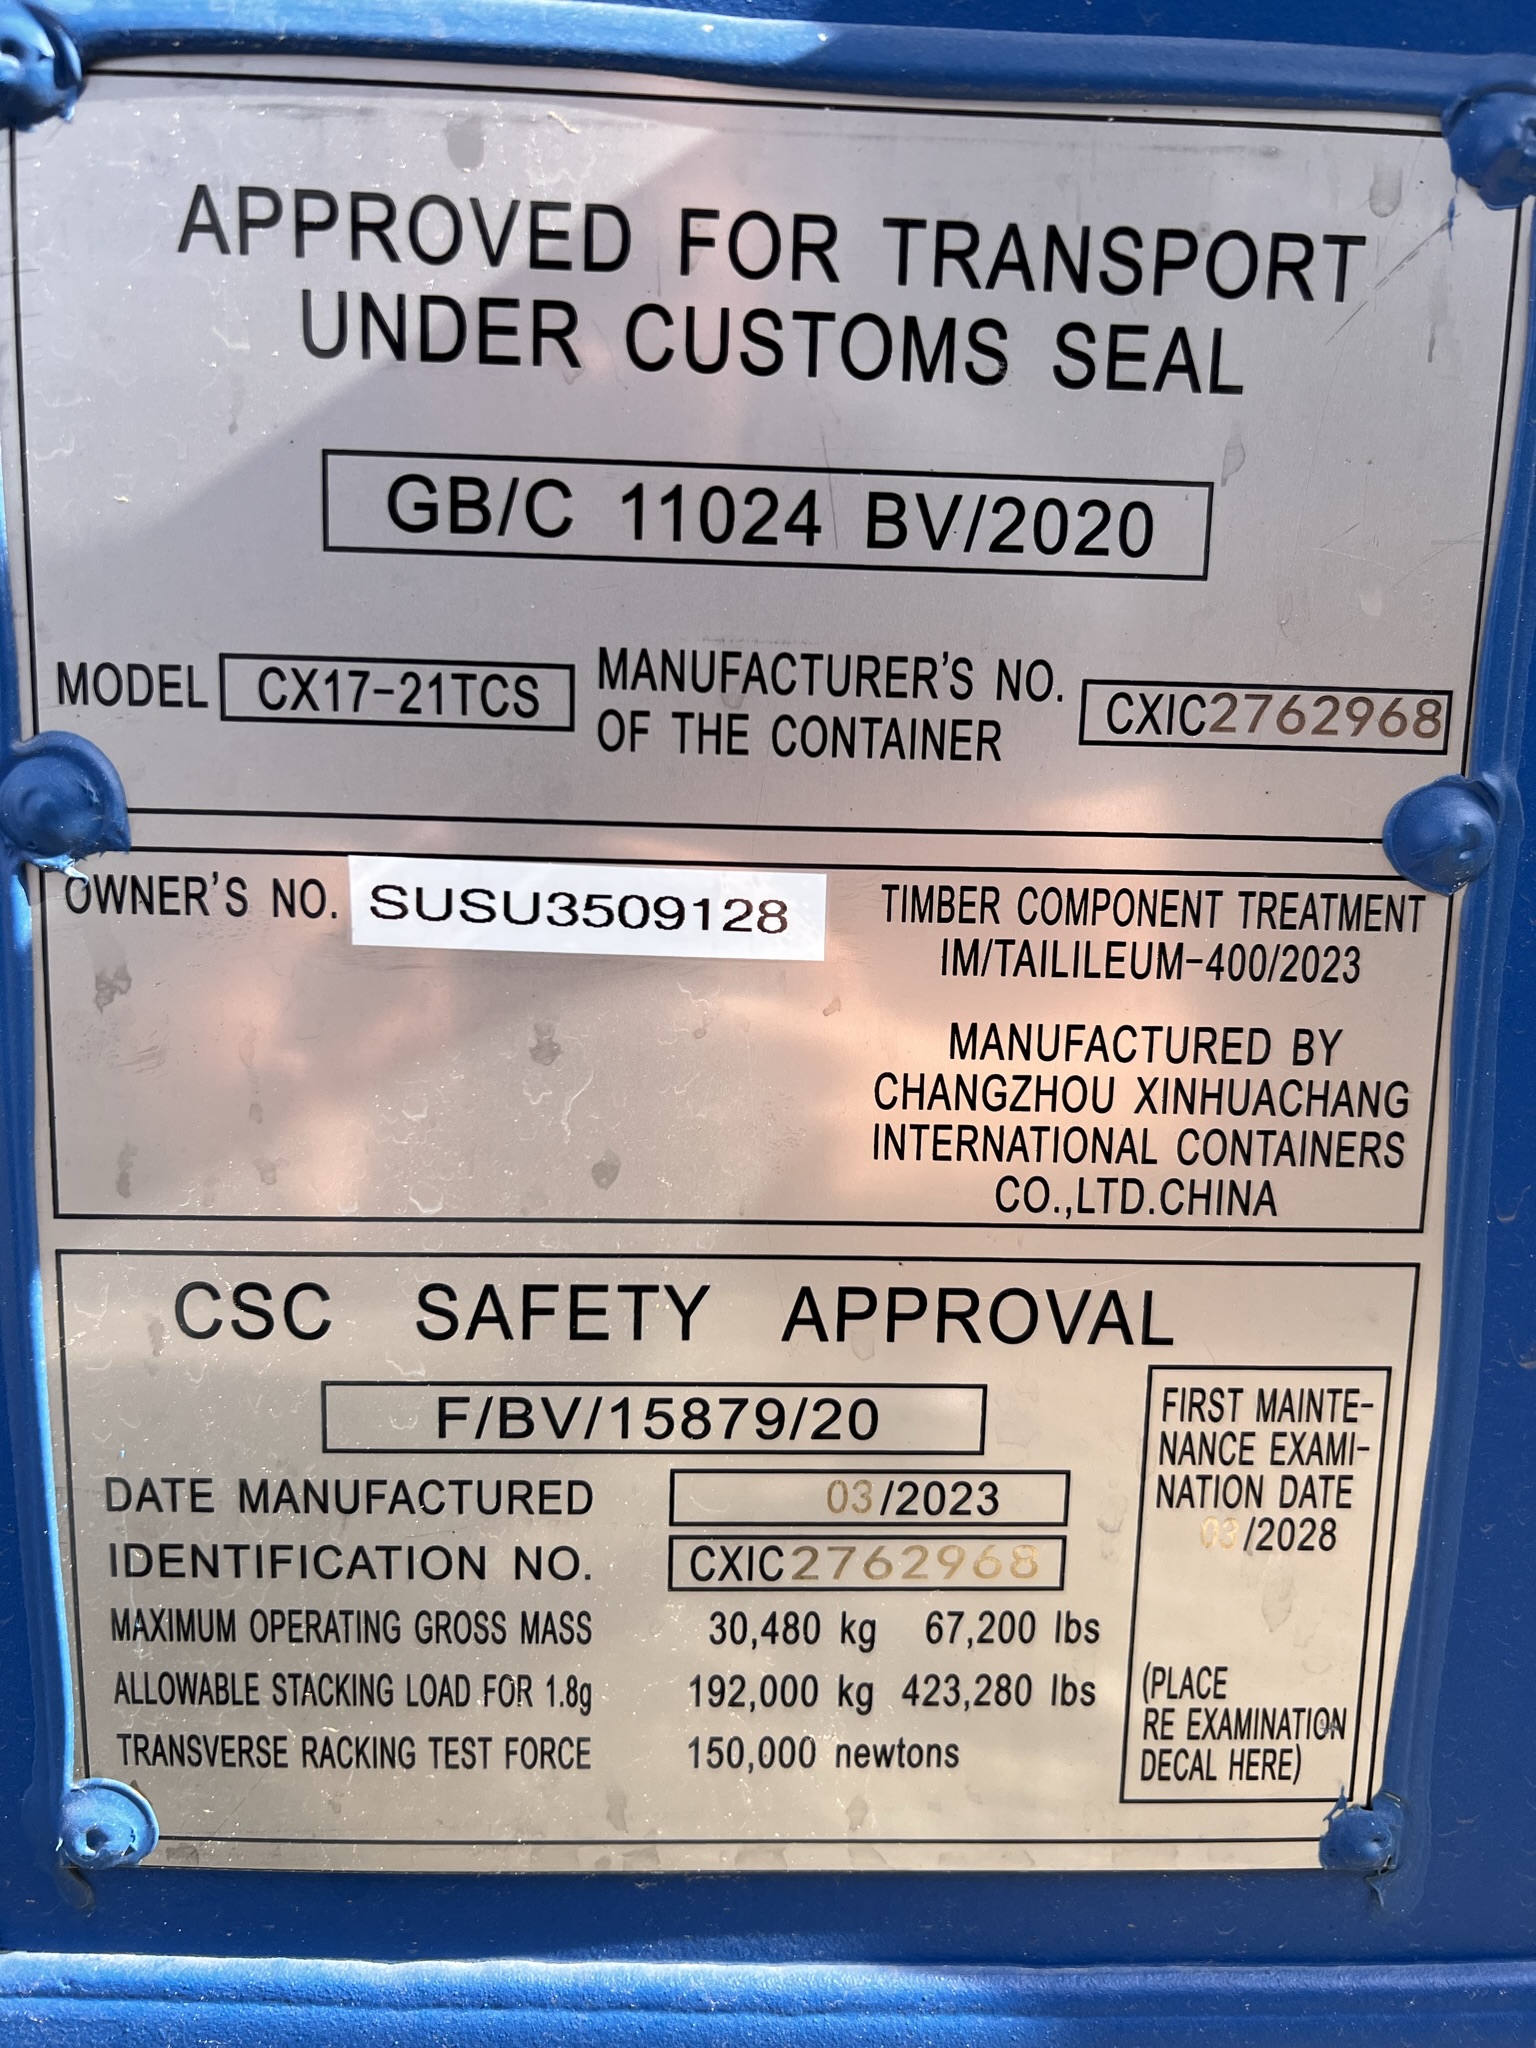 APPROVED FOR TRANSPORT
UNDER CUSTOMS SEAL
GB/C 11024 BV/2020
MODEL CX17-21TCS
MANUFACTURER'S NO.
OF THE CONTAINER
CXIC2762968
OWNER'S NO. SUSU3509128
TIMBER COMPONENT TREATMENT
IM/TAILILEUM-400/2023
MANUFACTURED BY
CHANGZHOU XINHUACHANG
INTERNATIONAL CONTAINERS
CO.,LTD.CHINA
CSC SAFETY APPROVAL
F/BV/15879/20
DATE MANUFACTURED 03/2023
IDENTIFICATION NO. CXIC2762968
MAXIMUM OPERATING GROSS MASS 30,480 kg 67,200 lbs
ALLOWABLE STACKING LOAD FOR 1.8g 192,000 kg 423,280 lbs
TRANSVERSE RACKING TEST FORCE 150,000 newtons
FIRST MAINTE-
NANCE EXAMI-
NATION DATE
03/2028
(PLACE
RE EXAMINATION
DECAL HERE)